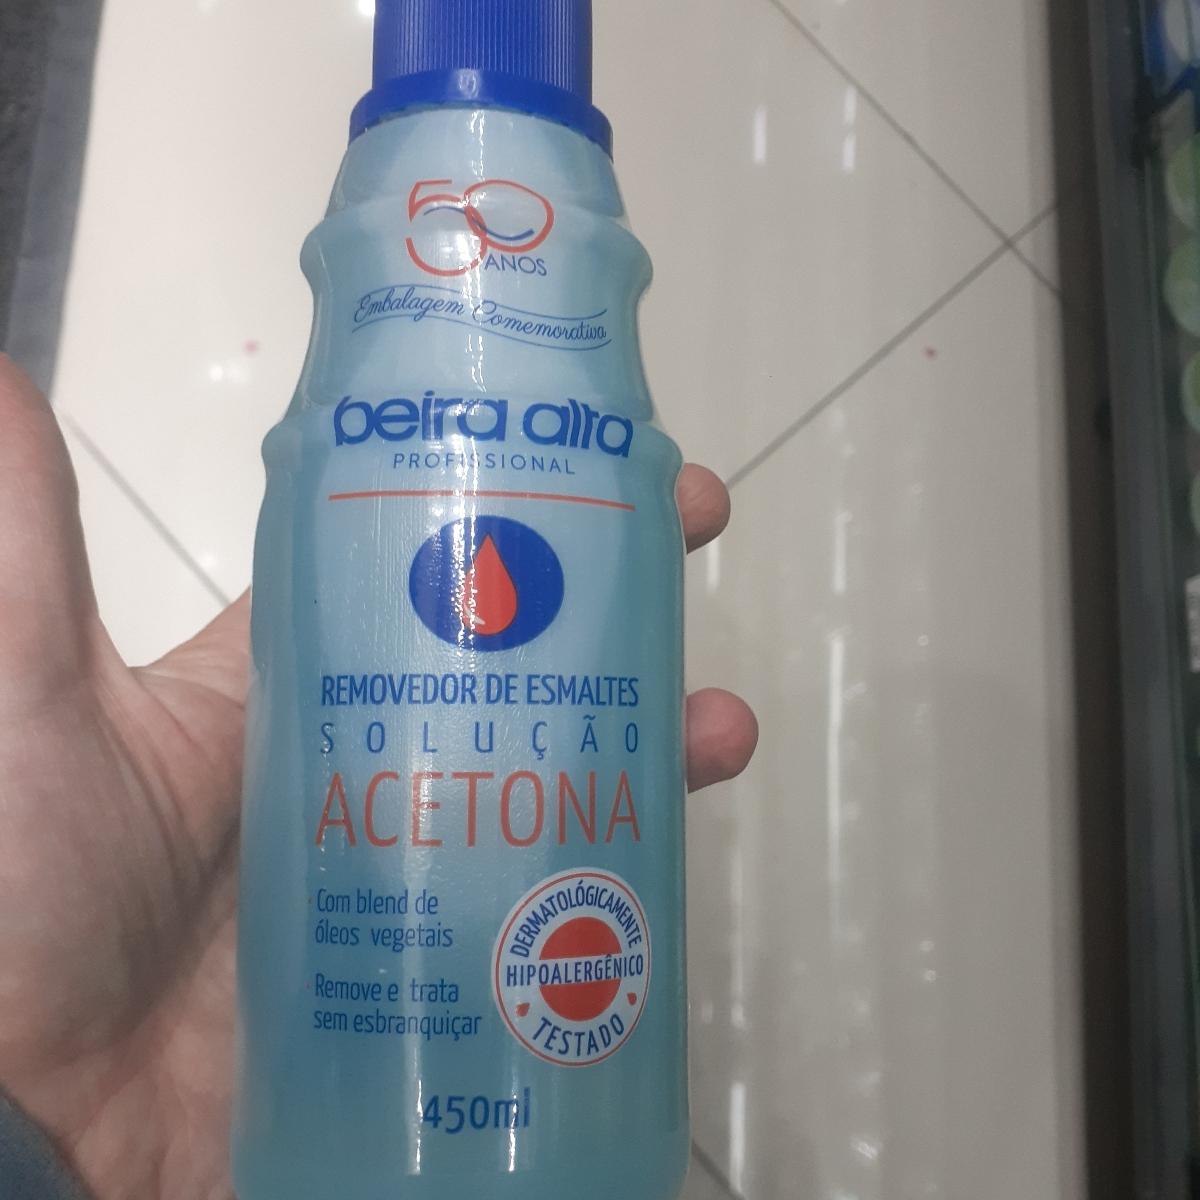 50
ANOS
Embalagem Comemorativa
beira alta
PROFISSIONAL
REMOVEDOR DE ESMALTES
SOLUÇÃO
ACETONA
Com blend de
óleos vegetais
Remove e trata
sem esbranquiçar
DERMATOLÓGICAMENTE
HIPOALERGÊNICO
TESTADO
450ml